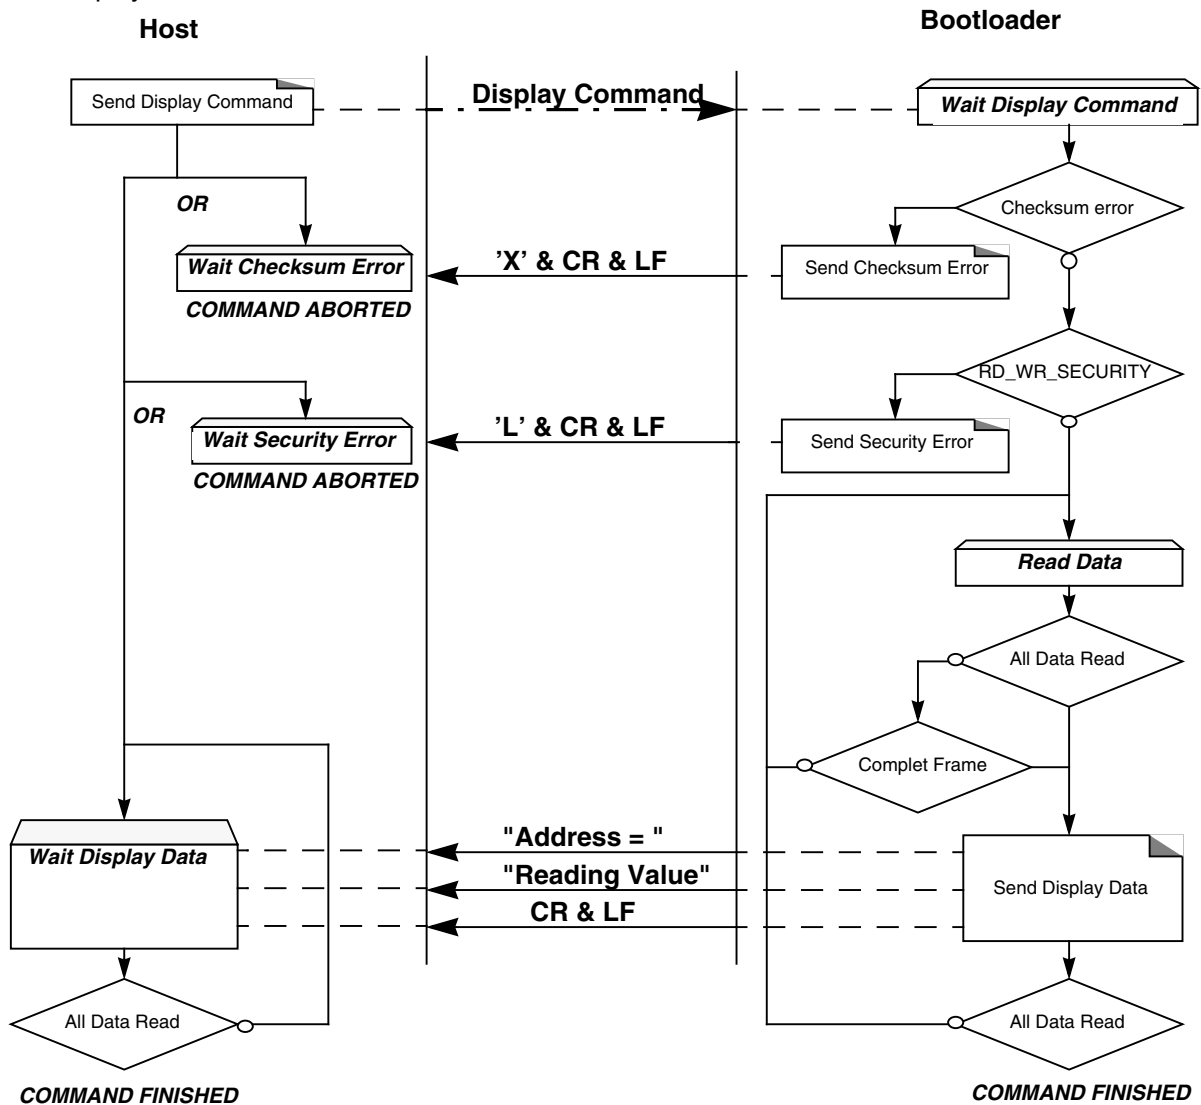 Host
Bootloader
Send Display Command
Display Command
Wait Display Command
OR
Checksum error
Wait Checksum Error
’X’ & CR & LF
Send Checksum Error
COMMAND ABORTED
RD_WR_SECURITY
OR
Wait Security Error
’L’ & CR & LF
Send Security Error
COMMAND ABORTED
Read Data
All Data Read
Complet Frame
Wait Display Data
"Address = "
"Reading Value"
CR & LF
Send Display Data
All Data Read
All Data Read
COMMAND FINISHED
COMMAND FINISHED